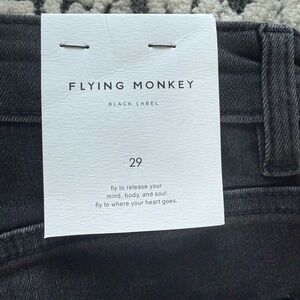 FLYING MONKEY
BLACK LABEL
29
fly to release your
mind, body, and soul.
fly to where your heart goes.